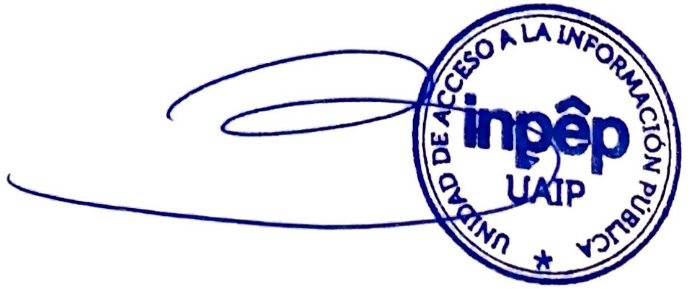 UNIDAD DE ACCESO A LA INFORMACIÓN PÚBLICA
inpêp
UAIP